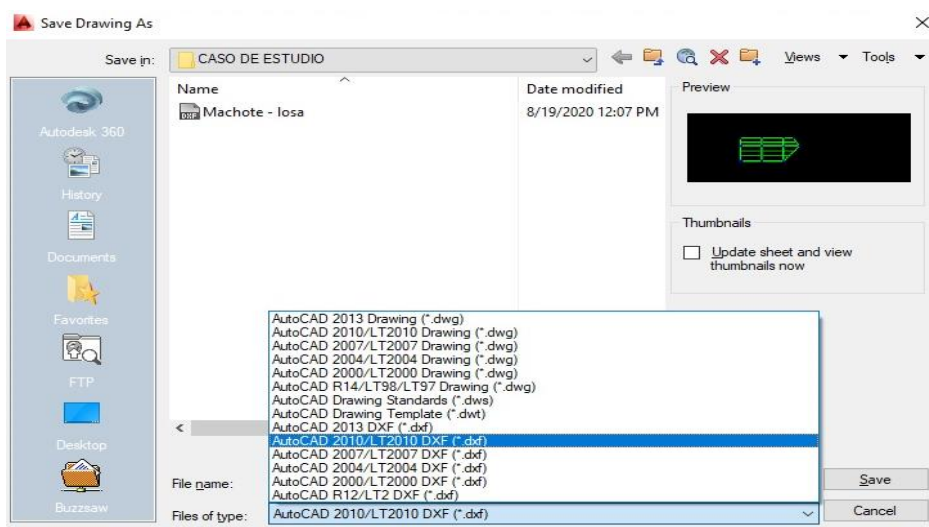 Save Drawing As
Save in:
CASO DE ESTUDIO
Views
Tools
Name
Date modified
Machote - losa
8/19/2020 12:07 PM
Preview
Autodesk 360
History
Documents
Favorites
FTP
Desktop
Buzzsaw
Thumbnails
Update sheet and view
thumbnails now
AutoCAD 2013 Drawing (*.dwg)
AutoCAD 2010/LT2010 Drawing (*.dwg)
AutoCAD 2007/LT2007 Drawing (*.dwg)
AutoCAD 2004/LT2004 Drawing (*.dwg)
AutoCAD 2000/LT2000 Drawing (*.dwg)
AutoCAD R14/LT98/LT97 Drawing (*.dwg)
AutoCAD Drawing Standards (*.dws)
AutoCAD Drawing Template (*.dwt)
AutoCAD 2013 DXF (*.dxf)
AutoCAD 2010/LT2010 DXF (*.dxf)
AutoCAD 2007/LT2007 DXF (*.dxf)
AutoCAD 2004/LT2004 DXF (*.dxf)
AutoCAD 2000/LT2000 DXF (*.dxf)
AutoCAD R12/LT2 DXF (*.dxf)
File name:
Save
Files of type:
AutoCAD 2010/LT2010 DXF (*.dxf)
Cancel